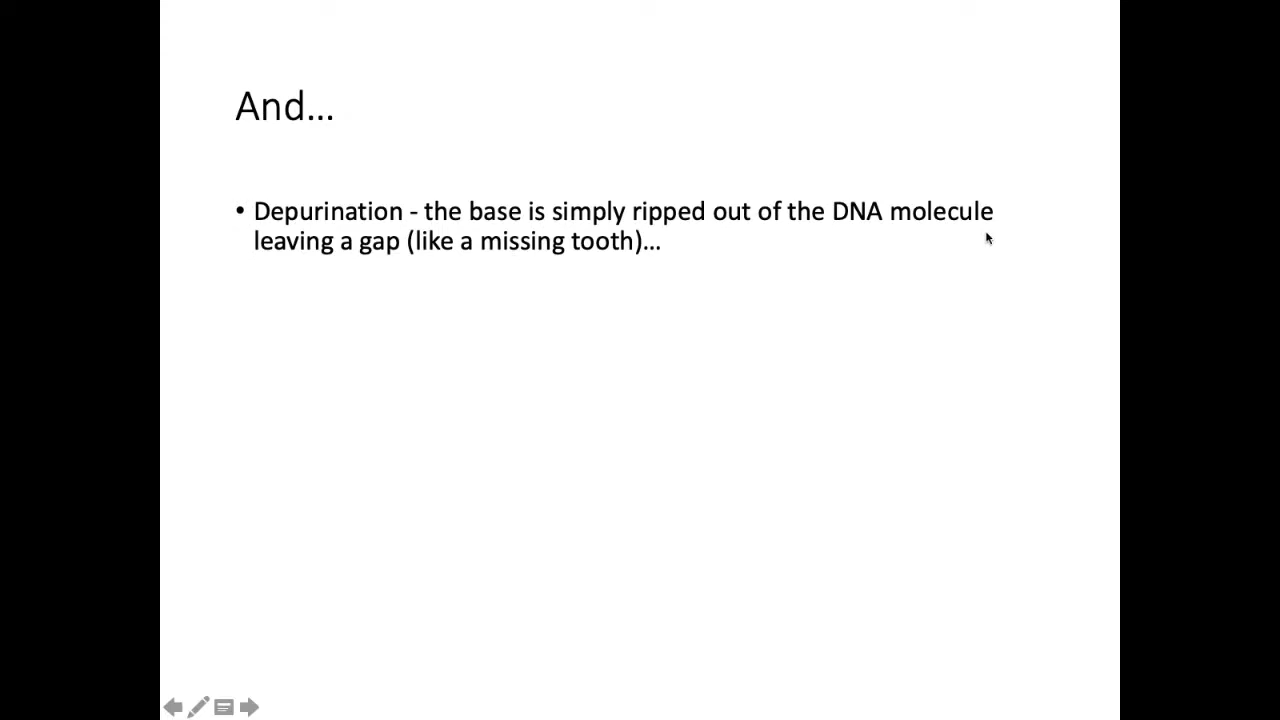 And…
• Depurination - the base is simply ripped out of the DNA molecule
leaving a gap (like a missing tooth)…